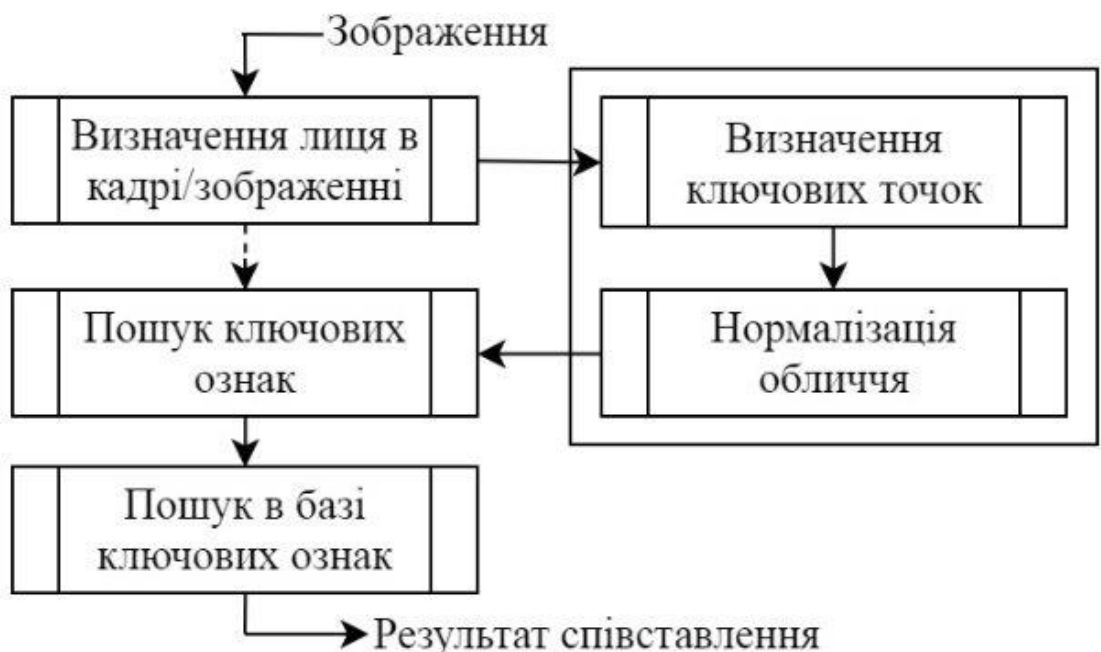 Зображення
Визначення лиця в
кадрі/зображенні
Визначення
ключових точок
Пошук ключових
ознак
Нормалізація
обличчя
Пошук в базі
ключових ознак
Результат співставлення